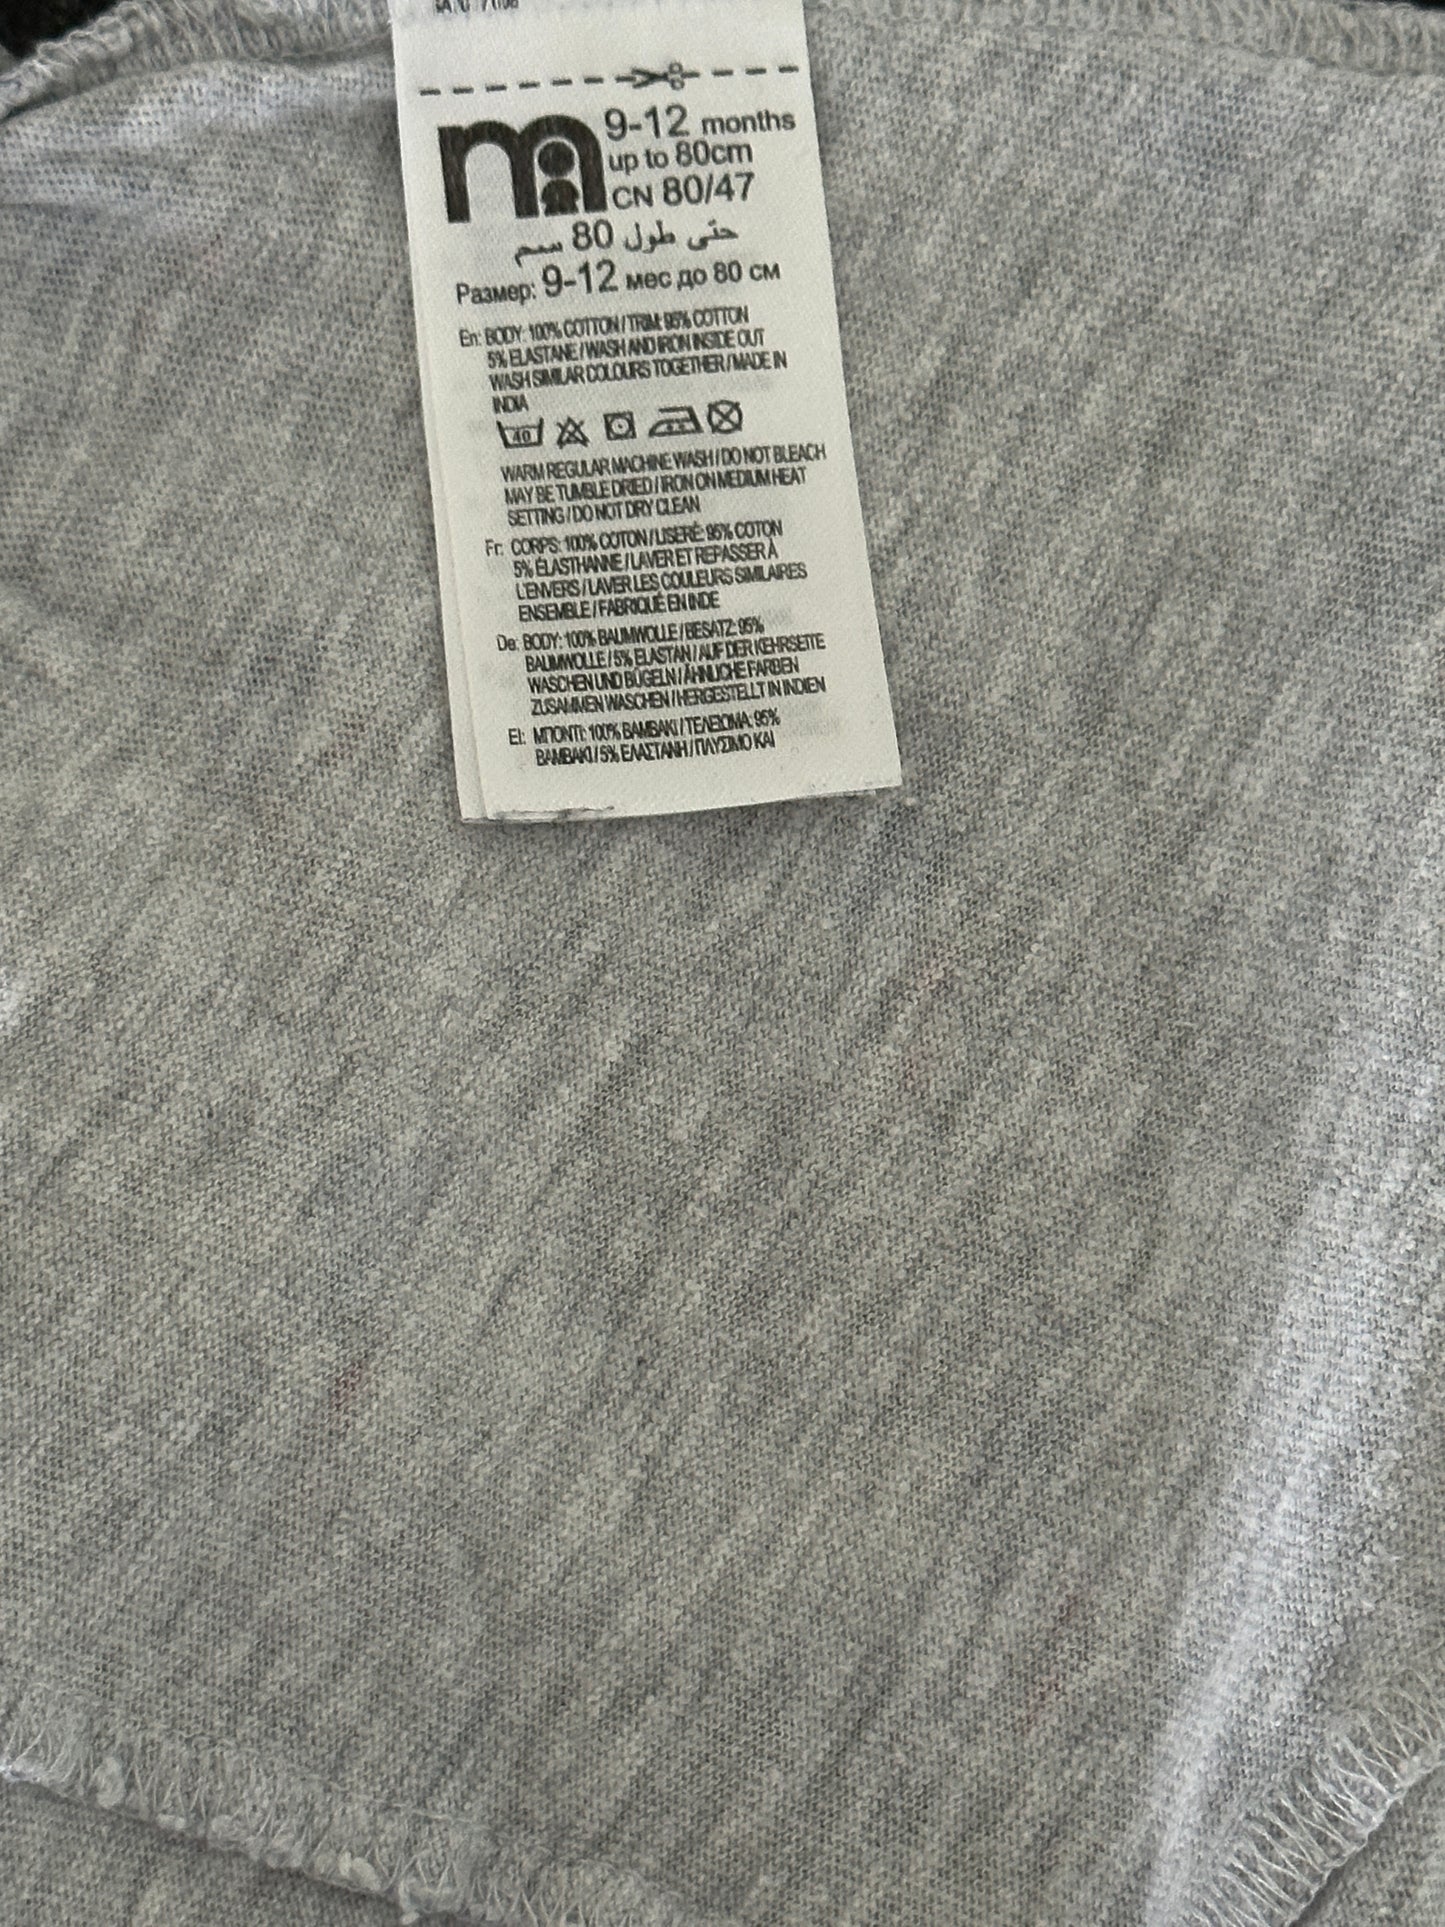 9-12 months
up to 80cm
CN 80/47
حتى طول 80 سم
Размер: 9-12 мес до 80 см
En: BODY: 100% COTTON / TRIM: 95% COTTON
5% ELASTANE / WASH AND IRON INSIDE OUT
WASH SIMILAR COLOURS TOGETHER / MADE IN
INDIA
40
WARM REGULAR MACHINE WASH / DO NOT BLEACH
MAY BE TUMBLE DRIED / IRON ON MEDIUM HEAT
SETTING / DO NOT DRY CLEAN
Fr: CORPS: 100% COTON / LISERÉ: 95% COTON
5% ÉLASTHANNE / LAVER ET REPASSER À
L'ENVERS / LAVER LES COULEURS SIMILAIRES
ENSEMBLE / FABRIQUÉ EN INDE
De: BODY: 100% BAUMWOLLE / BESATZ: 95%
BAUMWOLLE / 5% ELASTAN / AUF DER KEHRSEITE
WASCHEN UND BÜGELN / ÄHNLICHE FARBEN
ZUSAMMEN WASCHEN / HERGESTELLT IN INDIEN
El: ΜΠΟΝΤΙ: 100% ΒΑΜΒΑΚΙ / ΤΕΛΕΙΩΜΑ: 95%
ΒΑΜΒΑΚΙ / 5% ΕΛΑΣΤΑΝΗ / ΠΛΥΣΙΜΟ ΚΑΙ